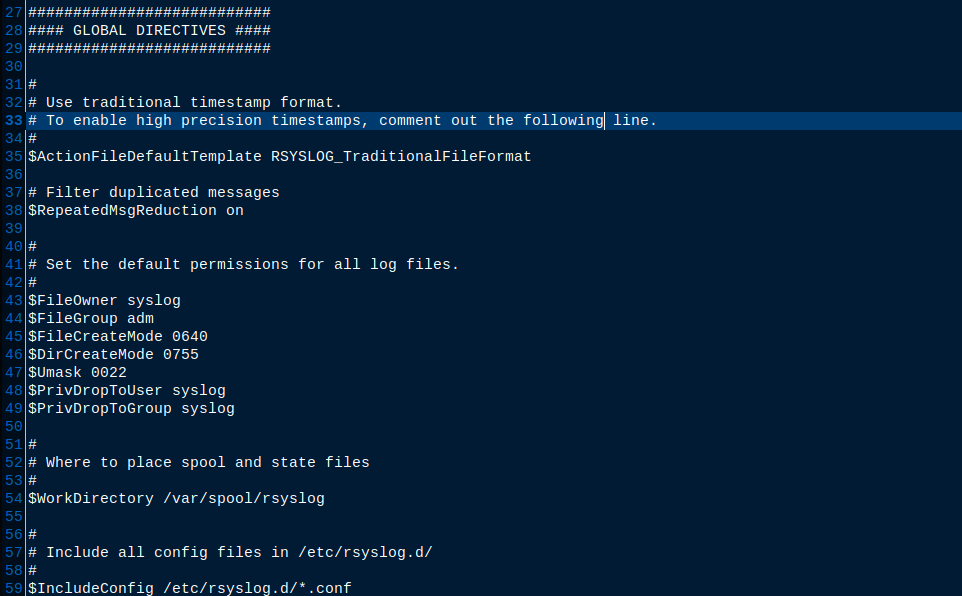 27 ###########################
28 #### GLOBAL DIRECTIVES ####
29 ###########################
30
31 #
32 # Use traditional timestamp format.
33 # To enable high precision timestamps, comment out the following line.
34 #
35 $ActionFileDefaultTemplate RSYSLOG_TraditionalFileFormat
36
37 # Filter duplicated messages
38 $RepeatedMsgReduction on
39
40 #
41 # Set the default permissions for all log files.
42 #
43 $FileOwner syslog
44 $FileGroup adm
45 $FileCreateMode 0640
46 $DirCreateMode 0755
47 $Umask 0022
48 $PrivDropToUser syslog
49 $PrivDropToGroup syslog
50
51 #
52 # Where to place spool and state files
53 #
54 $WorkDirectory /var/spool/rsyslog
55
56 #
57 # Include all config files in /etc/rsyslog.d/
58 #
59 $IncludeConfig /etc/rsyslog.d/*.conf